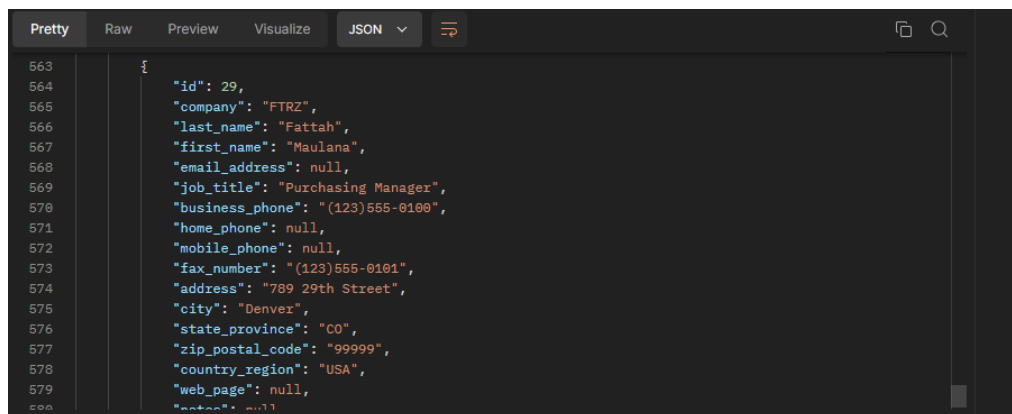 Pretty Raw Preview Visualize JSON
563 {
564 "id": 29,
565 "company": "FTRZ",
566 "last_name": "Fattah",
567 "first_name": "Maulana",
568 "email_address": null,
569 "job_title": "Purchasing Manager",
570 "business_phone": "(123)555-0100",
571 "home_phone": null,
572 "mobile_phone": null,
573 "fax_number": "(123)555-0101",
574 "address": "789 29th Street",
575 "city": "Denver",
576 "state_province": "CO",
577 "zip_postal_code": "99999",
578 "country_region": "USA",
579 "web_page": null,
580 "notes": null